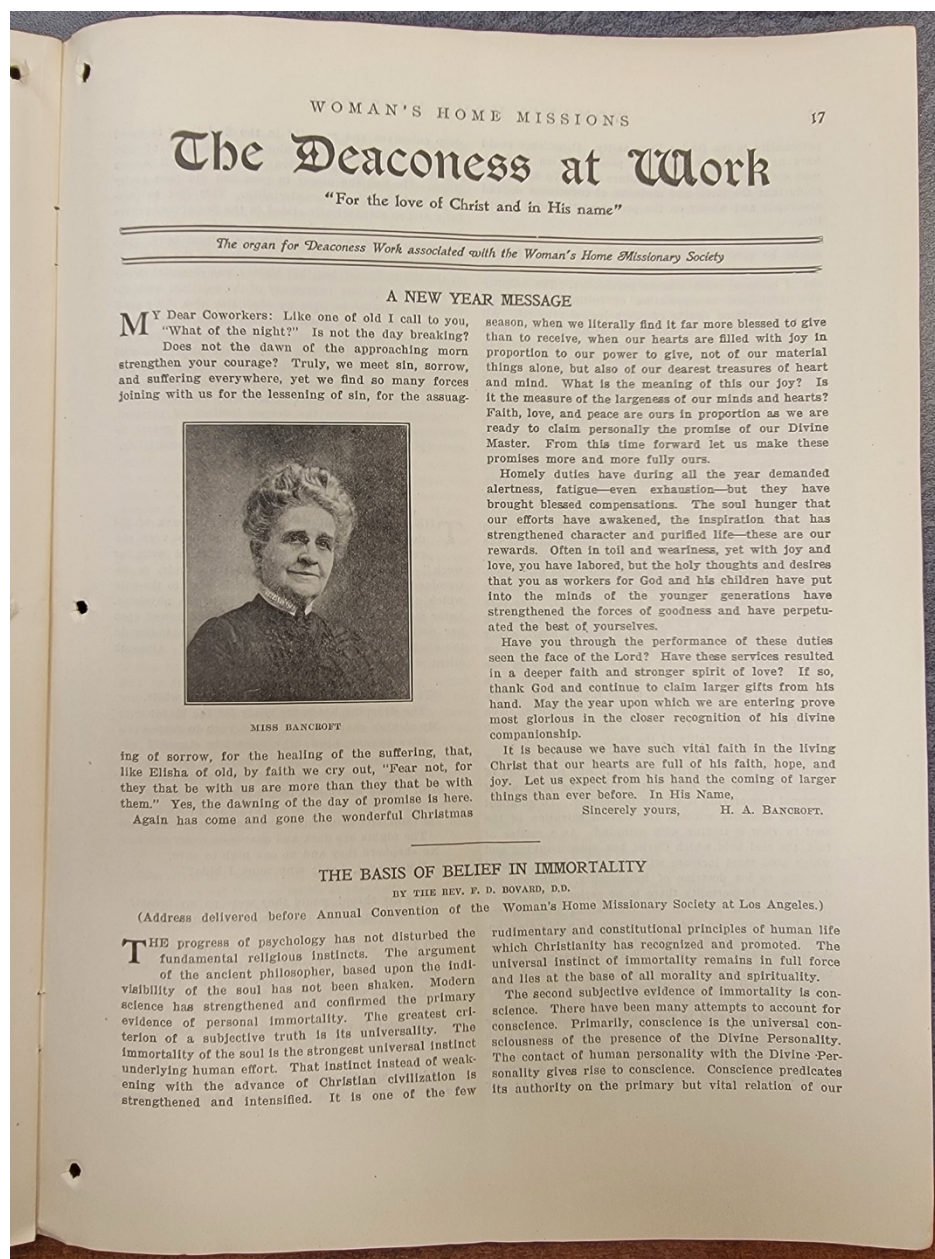 WOMAN'S HOME MISSIONS
17
The Deaconess at Work
"For the love of Christ and in His name"
The organ for Deaconess Work associated with the Woman's Home Missionary Society
A NEW YEAR MESSAGE
MY Dear Coworkers: Like one of old I call to you,
"What of the night?" Is not the day breaking?
Does not the dawn of the approaching morn
strengthen your courage? Truly, we meet sin, sorrow,
and suffering everywhere, yet we find so many forces
joining with us for the lessening of sin, for the assuag-
MISS BANCROFT
ing of sorrow, for the healing of the suffering, that,
like Elisha of old, by faith we cry out, "Fear not, for
they that be with us are more than they that be with
them." Yes, the dawning of the day of promise is here.
Again has come and gone the wonderful Christmas
season, when we literally find it far more blessed to give
than to receive, when our hearts are filled with joy in
proportion to our power to give, not of our material
things alone, but also of our dearest treasures of heart
and mind. What is the meaning of this our joy? Is
it the measure of the largeness of our minds and hearts?
Faith, love, and peace are ours in proportion as we are
ready to claim personally the promise of our Divine
Master. From this time forward let us make these
promises more and more fully ours.
Homely duties have during all the year demanded
alertness, fatigue—even exhaustion—but they have
brought blessed compensations. The soul hunger that
our efforts have awakened, the inspiration that has
strengthened character and purified life—these are our
rewards. Often in toil and weariness, yet with joy and
love, you have labored, but the holy thoughts and desires
that you as workers for God and his children have put
into the minds of the younger generations have
strengthened the forces of goodness and have perpetu-
ated the best of yourselves.
Have you through the performance of these duties
seen the face of the Lord? Have these services resulted
in a deeper faith and stronger spirit of love? If so,
thank God and continue to claim larger gifts from his
hand. May the year upon which we are entering prove
most glorious in the closer recognition of his divine
companionship.
It is because we have such vital faith in the living
Christ that our hearts are full of his faith, hope, and
joy. Let us expect from his hand the coming of larger
things than ever before. In His Name,
Sincerely yours, H. A. BANCROFT.
THE BASIS OF BELIEF IN IMMORTALITY
BY THE REV. F. D. BOVARD, D.D.
(Address delivered before Annual Convention of the Woman's Home Missionary Society at Los Angeles.)
THE progress of psychology has not disturbed the
fundamental religious instincts. The argument
of the ancient philosopher, based upon the indi-
visibility of the soul has not been shaken. Modern
science has strengthened and confirmed the primary
evidence of personal immortality. The greatest cri-
terion of a subjective truth is its universality. The
immortality of the soul is the strongest universal instinct
underlying human effort. That instinct instead of weak-
ening with the advance of Christian civilization is
strengthened and intensified. It is one of the few
rudimentary and constitutional principles of human life
which Christianity has recognized and promoted. The
universal instinct of immortality remains in full force
and lies at the base of all morality and spirituality.
The second subjective evidence of immortality is con-
science. There have been many attempts to account for
conscience. Primarily, conscience is the universal con-
sciousness of the presence of the Divine Personality.
The contact of human personality with the Divine Per-
sonality gives rise to conscience. Conscience predicates
its authority on the primary but vital relation of our